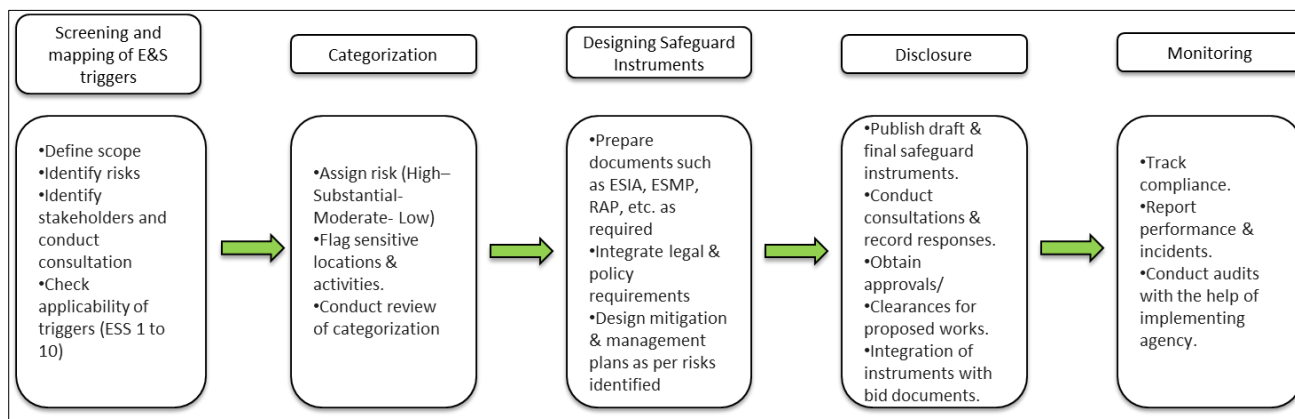 Screening and
mapping of E&S
triggers
Categorization
Designing Safeguard
Instruments
Disclosure
Monitoring
•Define scope
•Identify risks
•Identify
stakeholders and
conduct
consultation
•Check
applicability of
triggers (ESS 1 to
10)
•Assign risk (High–
Substantial-
Moderate- Low)
•Flag sensitive
locations &
activities.
•Conduct review
of categorization
•Prepare
documents such
as ESIA, ESMP,
RAP, etc. as
required
•Integrate legal &
policy
requirements
•Design mitigation
& management
plans as per risks
identified
•Publish draft &
final safeguard
instruments.
•Conduct
consultations &
record responses.
•Obtain
approvals/
•Clearances for
proposed works.
•Integration of
instruments with
bid documents.
•Track
compliance.
•Report
performance &
incidents.
•Conduct audits
with the help of
implementing
agency.